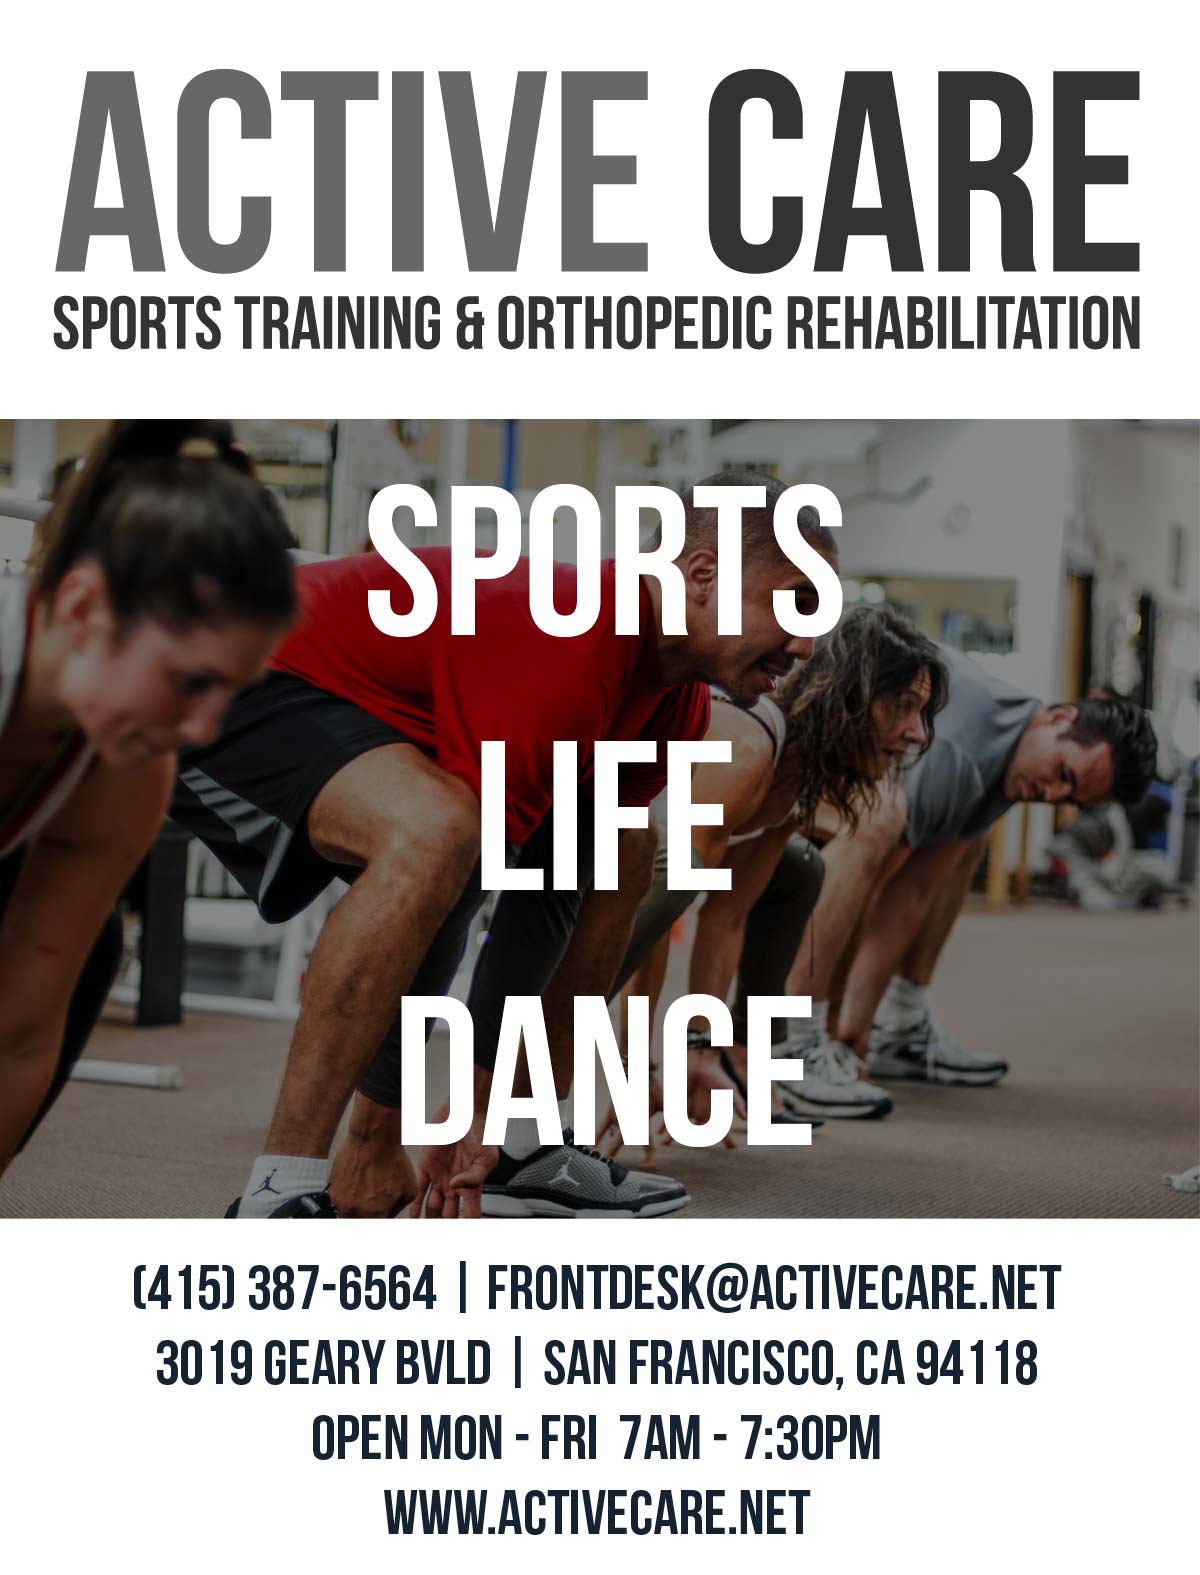 ACTIVE CARE
SPORTS TRAINING & ORTHOPEDIC REHABILITATION
SPORTS
LIFE
DANCE
(415) 387-6564 | FRONTDESK@ACTIVECARE.NET
3019 GEARY BVLD | SAN FRANCISCO, CA 94118
OPEN MON - FRI 7AM - 7:30PM
WWW.ACTIVECARE.NET